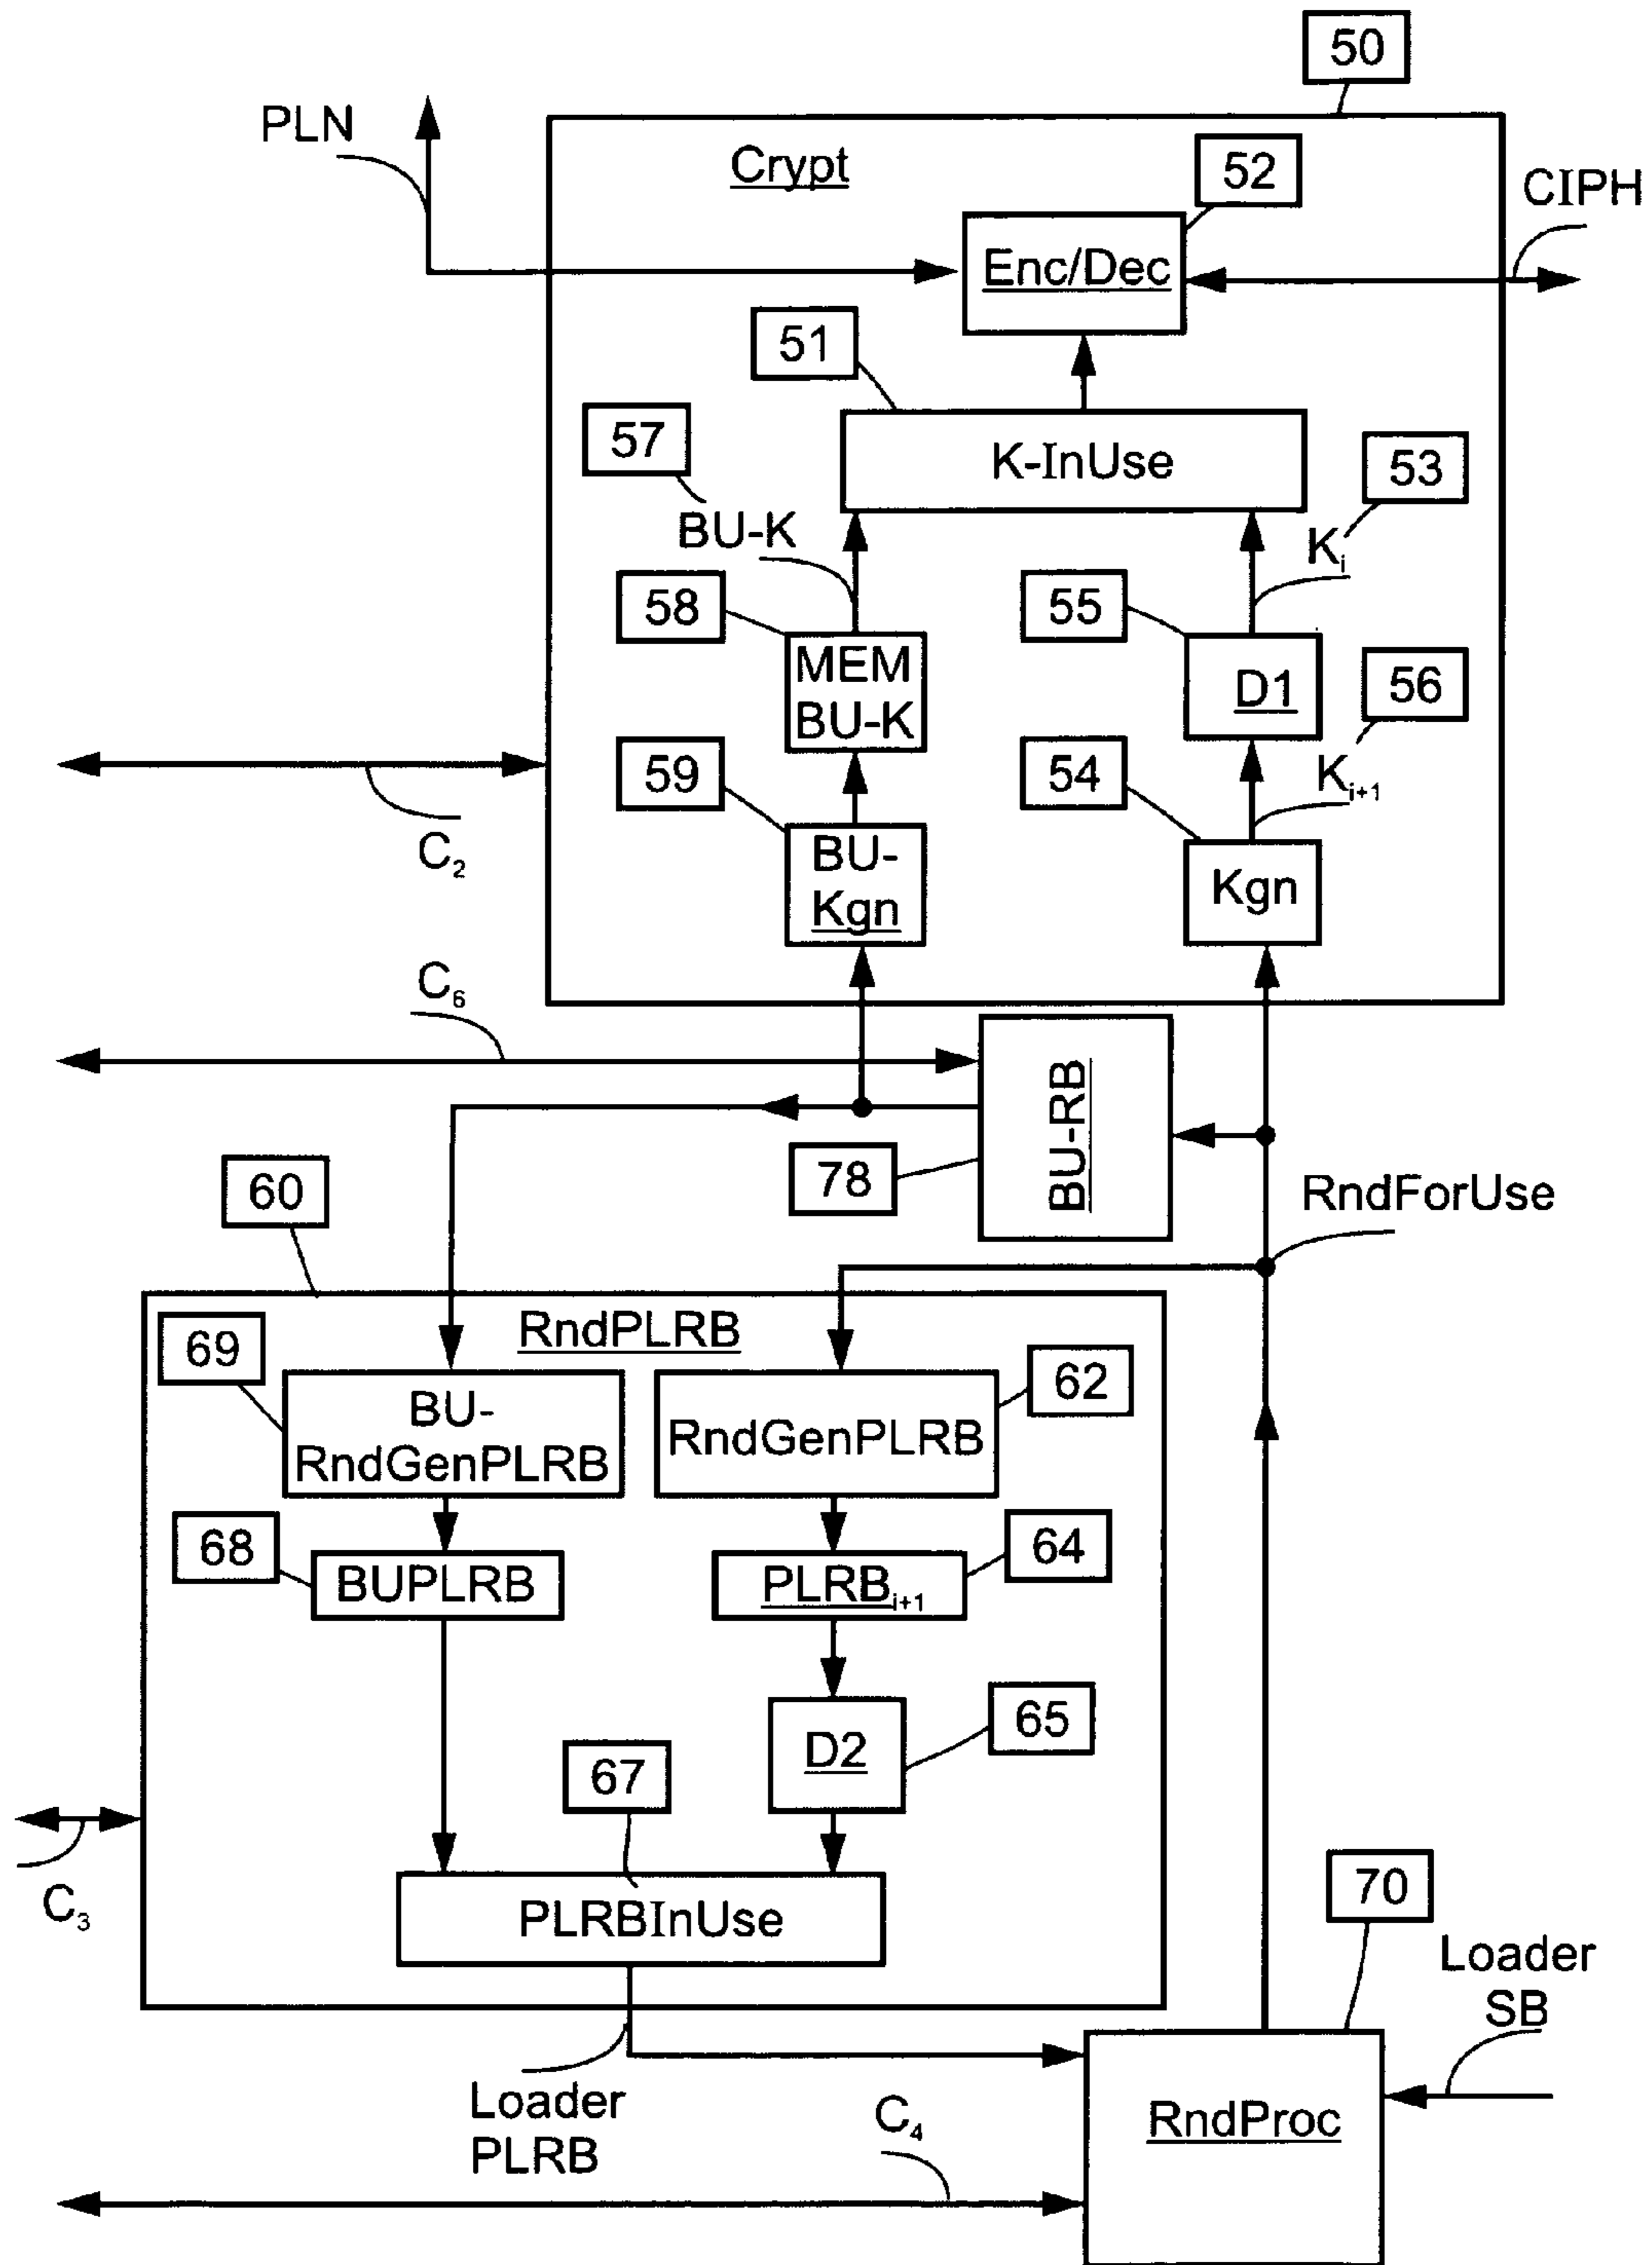 50
PLN
Crypt
52
CIPH
Enc/Dec
51
57
K-InUse
53
BU-K
Ki
58
55
MEM
BU-K
D1
56
59
54
Ki+1
C2
BU-
Kgn
Kgn
C6
BU-RB
78
60
RndForUse
RndPLRB
69
62
BU-
RndGenPLRB
RndGenPLRB
68
64
BUPLRB
PLRBi+1
65
D2
67
C3
PLRBInUse
70
Loader
SB
Loader
PLRB
C4
RndProc